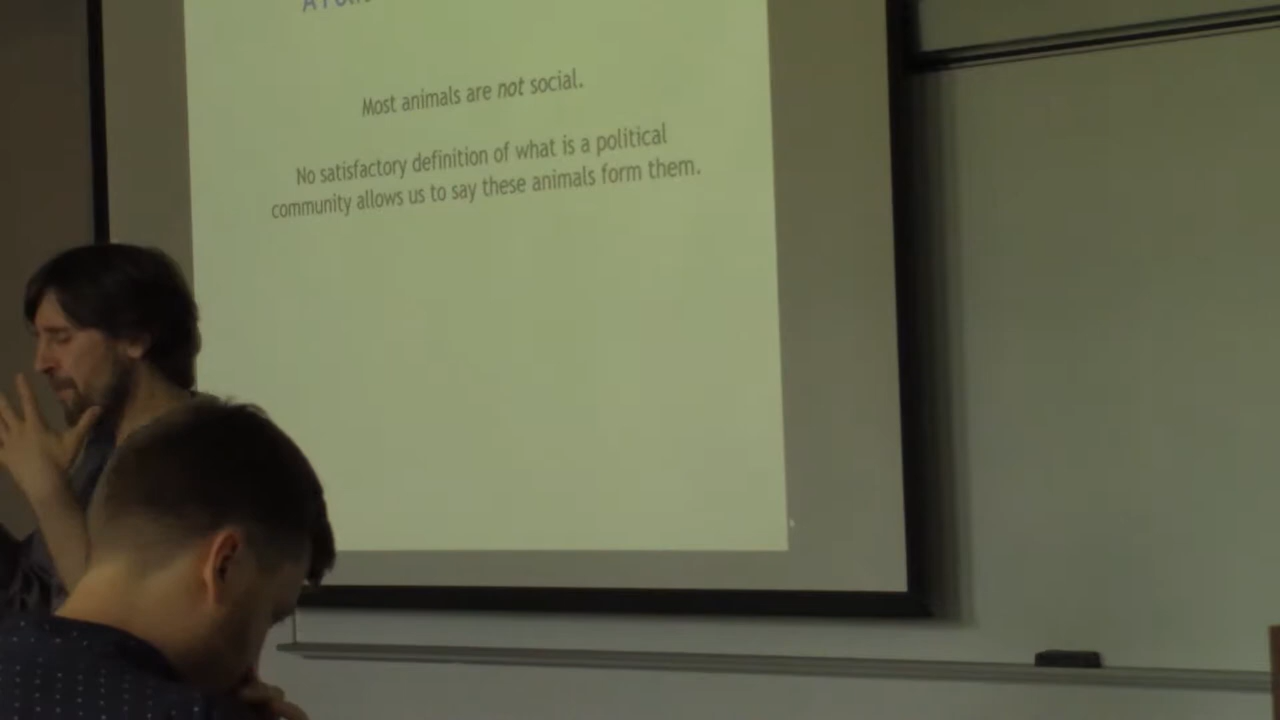 A
Most animals are not social.
No satisfactory definition of what is a political
community allows us to say these animals form them.